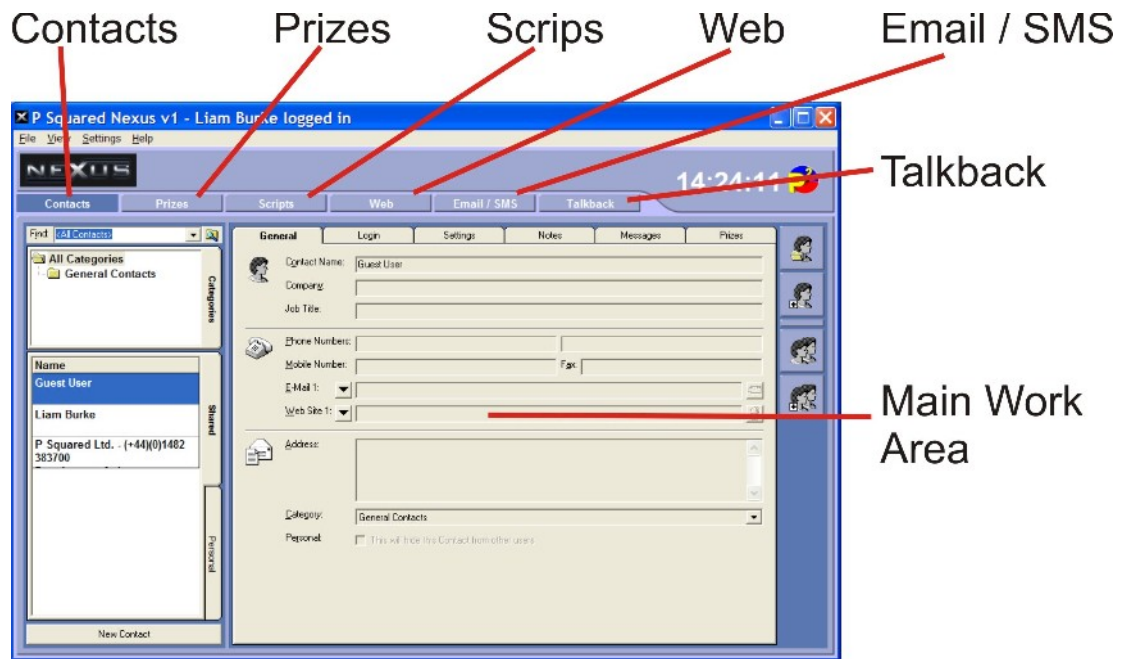 Contacts Prizes Scrips Web Email / SMS
P Squared Nexus v1 - Liam Burke logged in
File View Settings Help
NEXUS
14:24:11
Talkback
Contacts Prizes Scripts Web Email / SMS Talkback
Find: <All Contacts>
General Login Settings Notes Messages Prizes
All Categories
General Contacts
Categories
Contact Name: Guest User
Company:
Job Title:
Phone Numbers:
Mobile Number: Fax:
E-Mail 1:
Web Site 1:
Name
Guest User
Liam Burke
P Squared Ltd. - (+44)(0)1482
383700
Shared
Personal
Main Work
Area
Address:
Category: General Contacts
Personal: This will hide this Contact from other users
New Contact